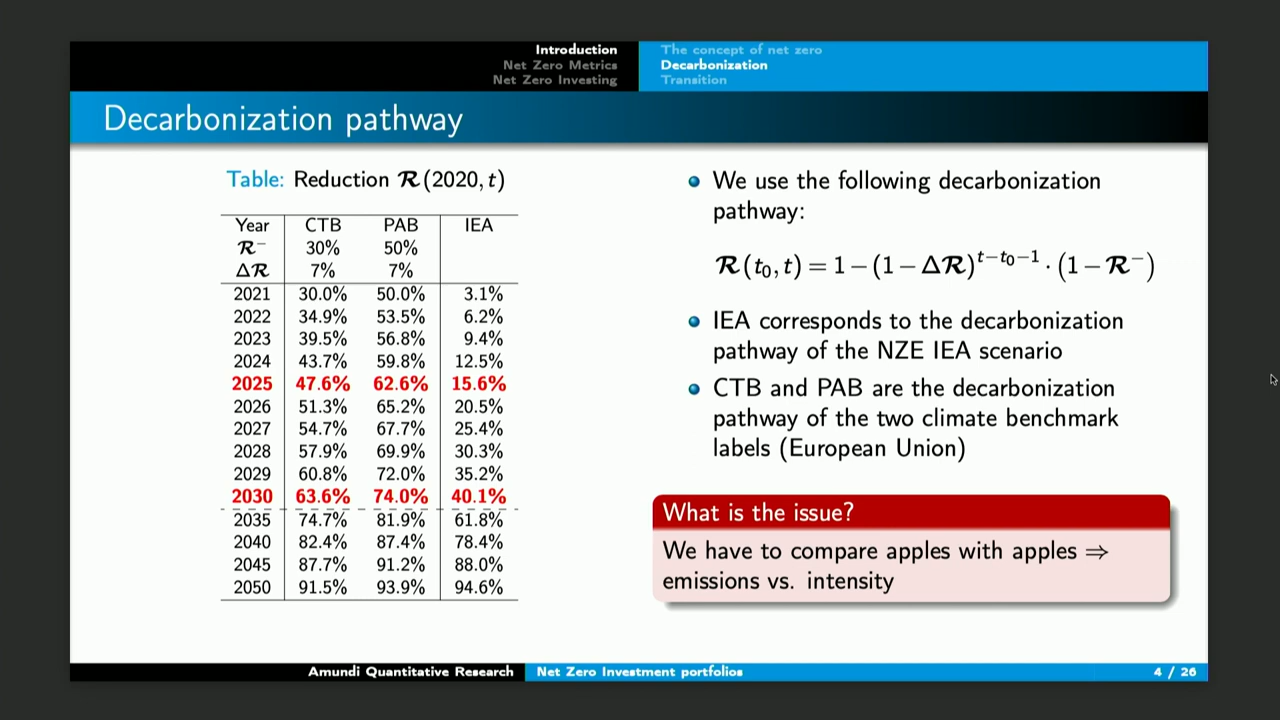 Introduction
Net Zero Metrics
Net Zero Investing
The concept of net zero
Decarbonization
Transition
Decarbonization pathway
Table: Reduction 𝓡(2020, t)
Year CTB PAB IEA
𝓡⁻ 30% 50%
Δ𝓡 7% 7%
2021 30.0% 50.0% 3.1%
2022 34.9% 53.5% 6.2%
2023 39.5% 56.8% 9.4%
2024 43.7% 59.8% 12.5%
2025 47.6% 62.6% 15.6%
2026 51.3% 65.2% 20.5%
2027 54.7% 67.7% 25.4%
2028 57.9% 69.9% 30.3%
2029 60.8% 72.0% 35.2%
2030 63.6% 74.0% 40.1%
2035 74.7% 81.9% 61.8%
2040 82.4% 87.4% 78.4%
2045 87.7% 91.2% 88.0%
2050 91.5% 93.9% 94.6%
We use the following decarbonization
pathway:
𝓡(t₀, t) = 1 − (1 − Δ𝓡)^{t−t₀−1} · (1 − 𝓡⁻)
IEA corresponds to the decarbonization
pathway of the NZE IEA scenario
CTB and PAB are the decarbonization
pathway of the two climate benchmark
labels (European Union)
What is the issue?
We have to compare apples with apples ⇒
emissions vs. intensity
Amundi Quantitative Research
Net Zero Investment portfolios
4 / 26